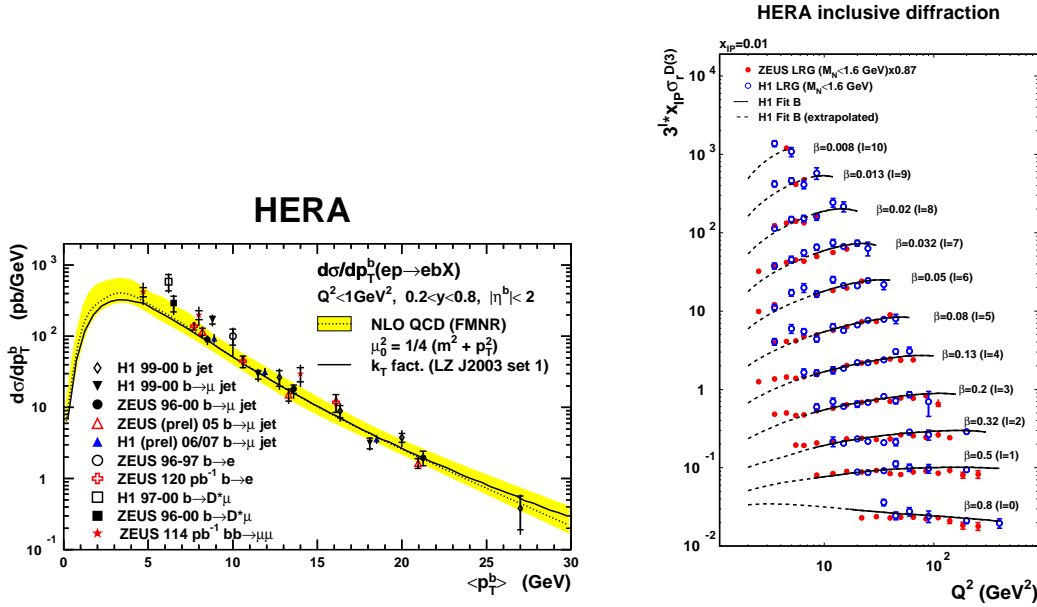 HERA
dσ/dp_T^b (pb/GeV)
10^3
10^2
10
1
10^-1
dσ/dp_T^b(ep→ebX)
Q^2<1GeV^2, 0.2<y<0.8, |η^b|< 2
NLO QCD (FMNR)
μ_0^2 = 1/4 (m^2 + p_T^2)
k_T fact. (LZ J2003 set 1)
H1 99-00 b jet
H1 99-00 b→μ jet
ZEUS 96-00 b→μ jet
ZEUS (prel) 05 b→μ jet
H1 (prel) 06/07 b→μ jet
ZEUS 96-97 b→e
ZEUS 120 pb^-1 b→e
H1 97-00 b→D*μ
ZEUS 96-00 b→D*μ
ZEUS 114 pb^-1 bb→μμ
0 5 10 15 20 25 30
<p_T^b> (GeV)
HERA inclusive diffraction
x_IP=0.01
3^l*x_IP σ_r^D(3)
10^4
10^3
10^2
10
1
10^-1
10^-2
ZEUS LRG (M_N<1.6 GeV)x0.87
H1 LRG (M_N<1.6 GeV)
H1 Fit B
H1 Fit B (extrapolated)
β=0.008 (l=10)
β=0.013 (l=9)
β=0.02 (l=8)
β=0.032 (l=7)
β=0.05 (l=6)
β=0.08 (l=5)
β=0.13 (l=4)
β=0.2 (l=3)
β=0.32 (l=2)
β=0.5 (l=1)
β=0.8 (l=0)
10 10^2
Q^2 (GeV^2)